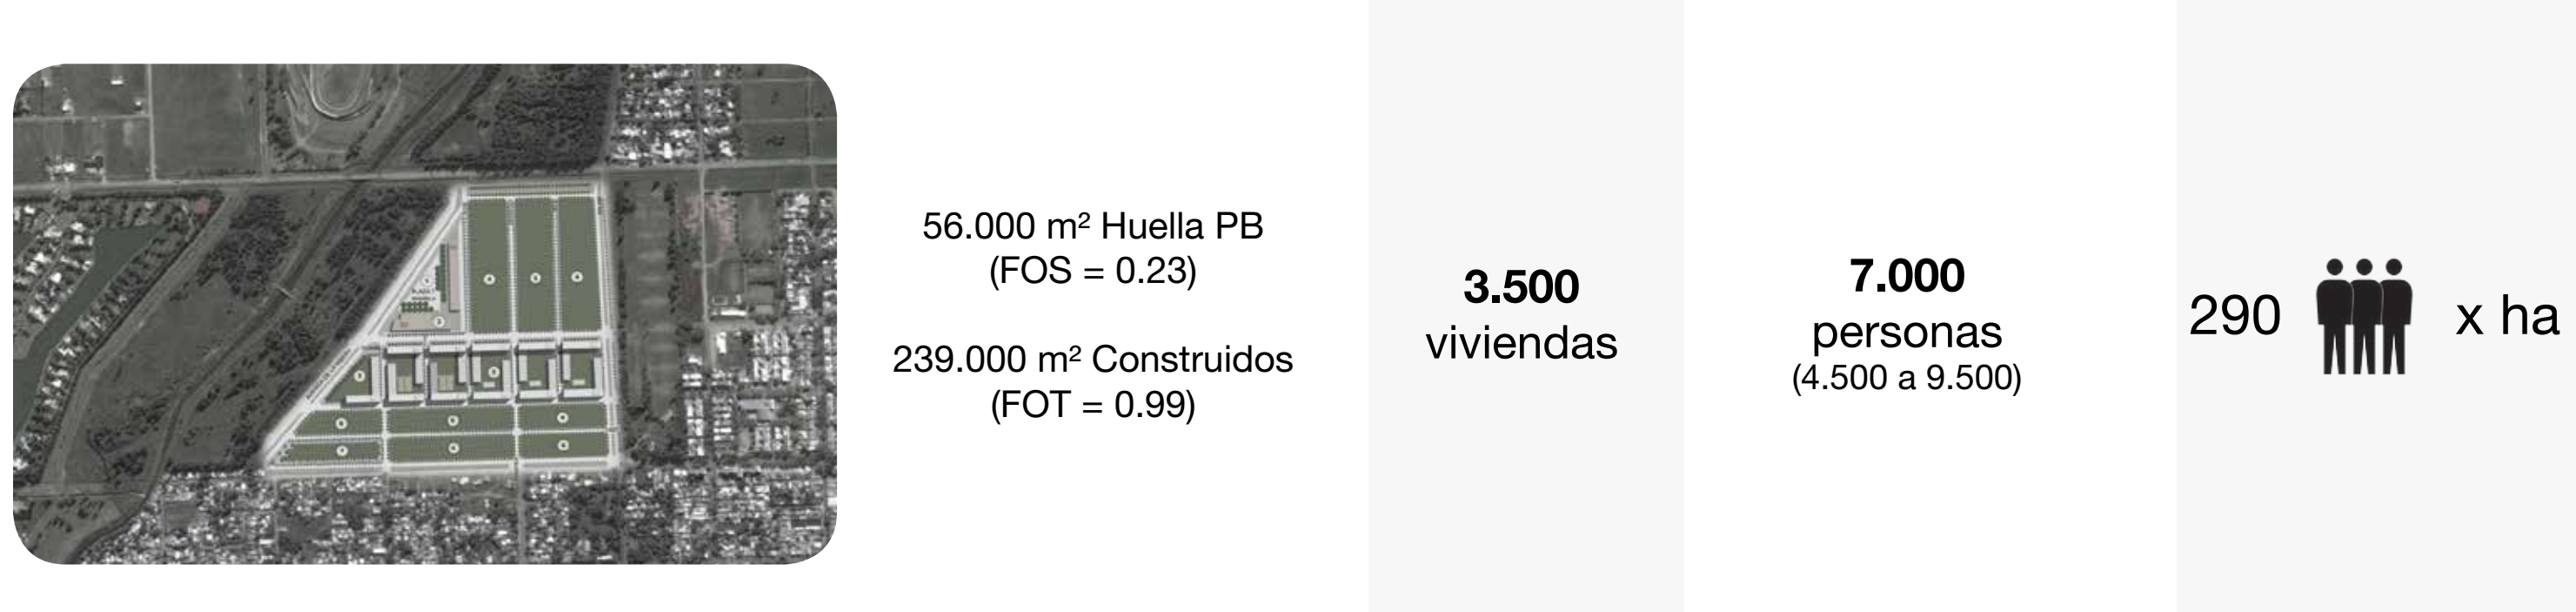 56.000 m² Huella PB
(FOS = 0.23)
239.000 m² Construidos
(FOT = 0.99)
3.500
viviendas
7.000
personas
(4.500 a 9.500)
290 x ha